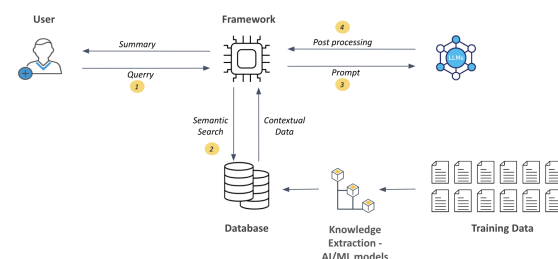 User
Framework
4
Summary
Post processing
LLMs
Querry
Prompt
1
3
Semantic
Search
Contextual
Data
2
Database
Knowledge
Extraction -
AI/ML models
Training Data